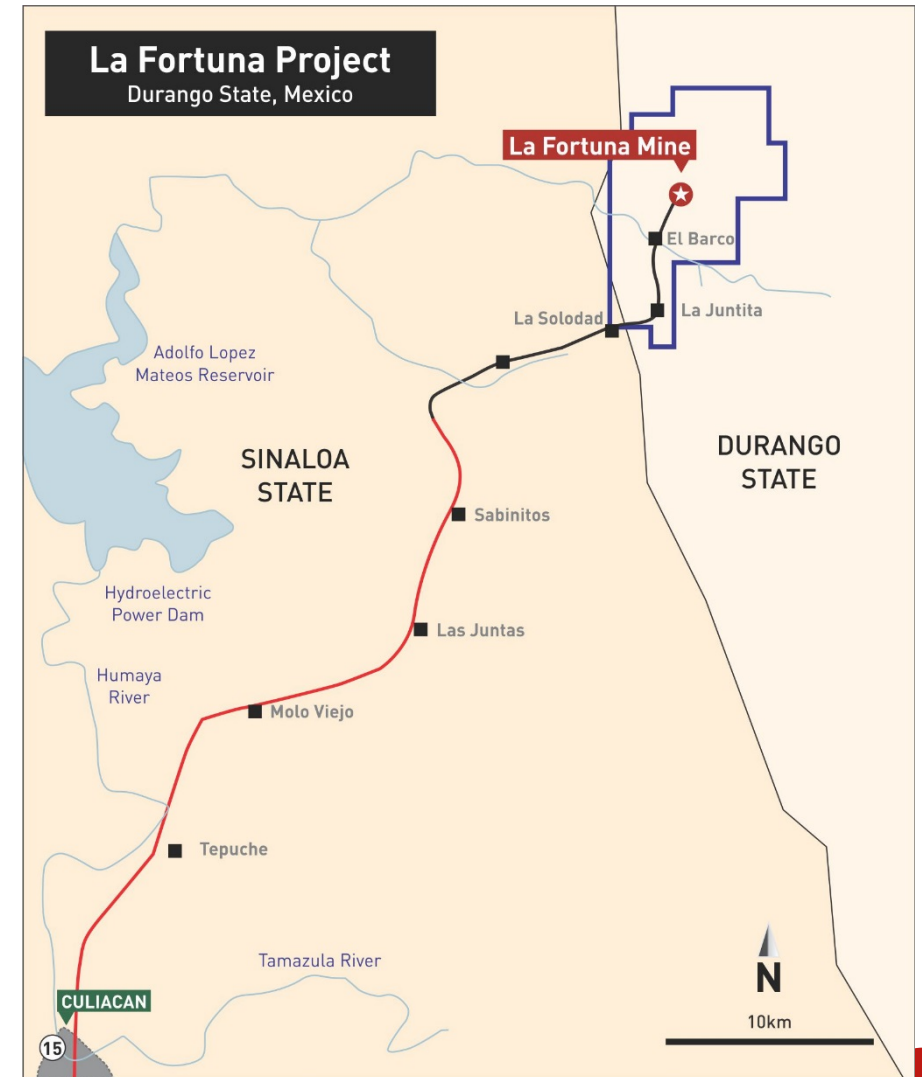 La Fortuna Project
Durango State, Mexico
La Fortuna Mine
El Barco
La Juntita
La Solodad
Adolfo Lopez
Mateos Reservoir
SINALOA
STATE
DURANGO
STATE
Sabinitos
Hydroelectric
Power Dam
Las Juntas
Humaya
River
Molo Viejo
Tepuche
Tamazula River
N
CULIACAN
10km
15